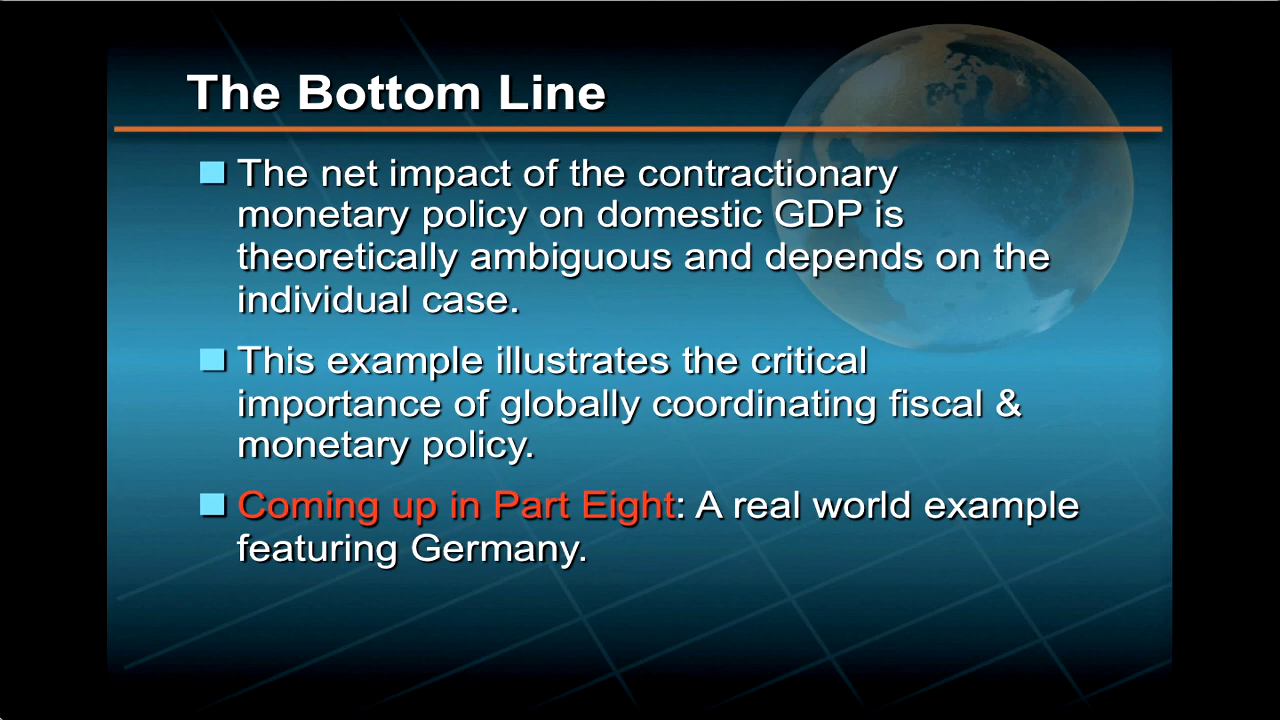 The Bottom Line
The net impact of the contractionary
monetary policy on domestic GDP is
theoretically ambiguous and depends on the
individual case.
This example illustrates the critical
importance of globally coordinating fiscal &
monetary policy.
Coming up in Part Eight: A real world example
featuring Germany.